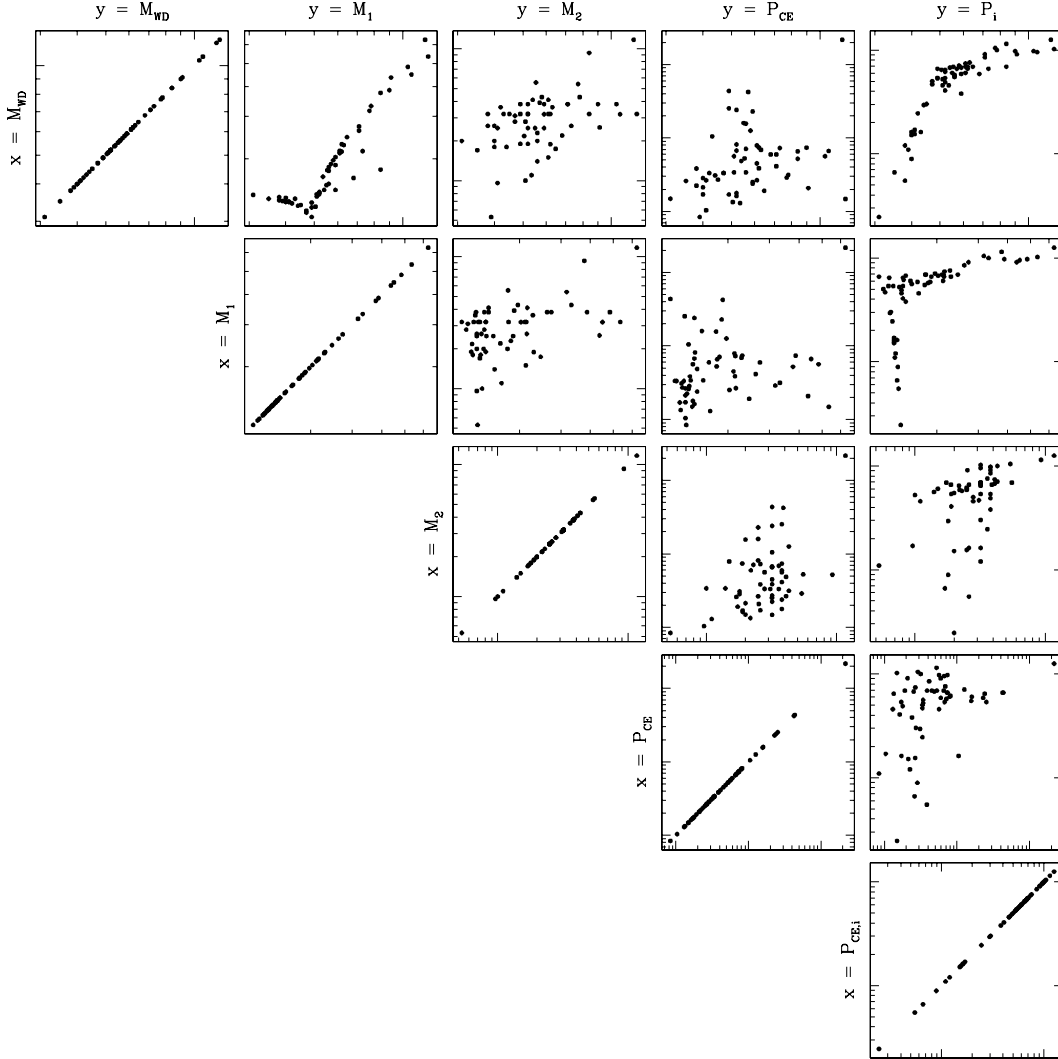 y = M_WD
y = M_1
y = M_2
y = P_CE
y = P_i
x = M_WD
x = M_1
x = M_2
x = P_CE
x = P_CE,i